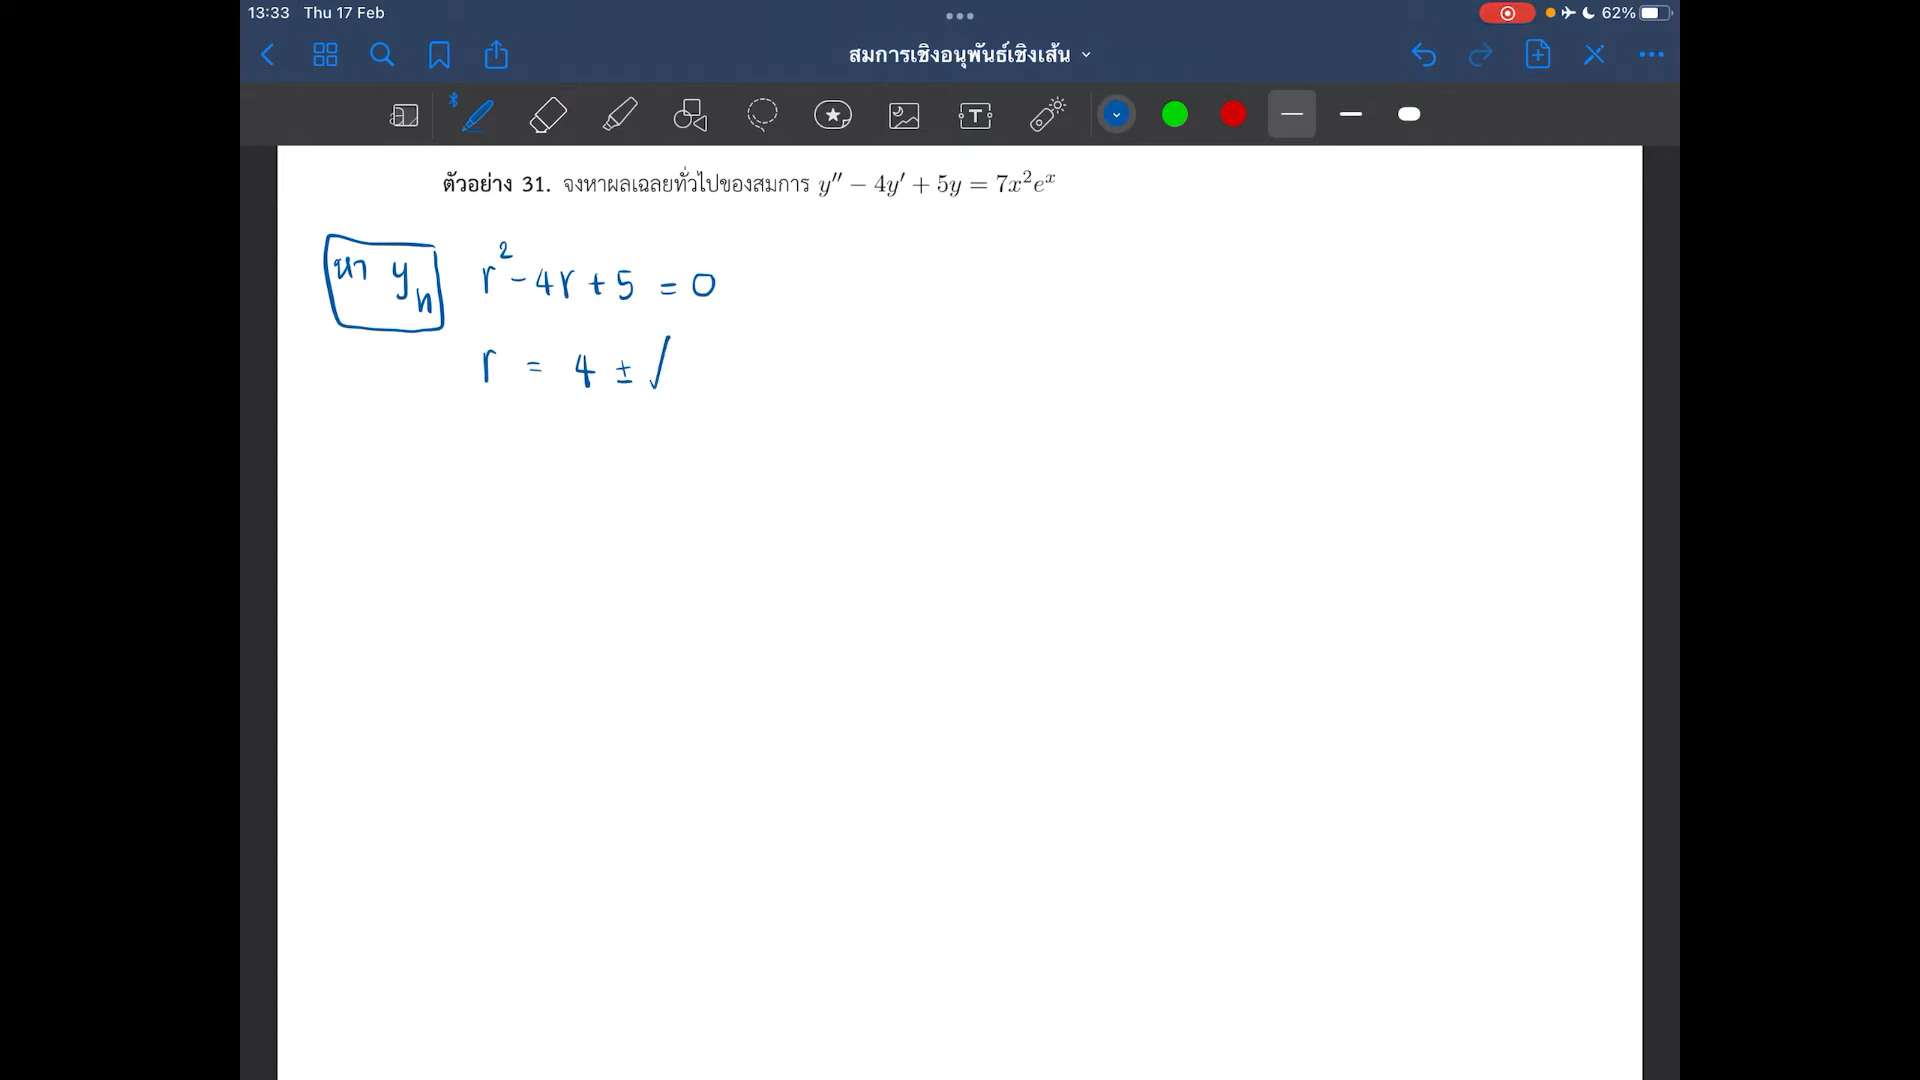 13:33 Thu 17 Feb
62%
สมการเชิงอนุพันธ์เชิงเส้น
ตัวอย่าง 31. จงหาผลเฉลยทั่วไปของสมการ y″ − 4y′ + 5y = 7x²eˣ
หา yₕ
r² - 4r + 5 = 0
r = 4 ± √